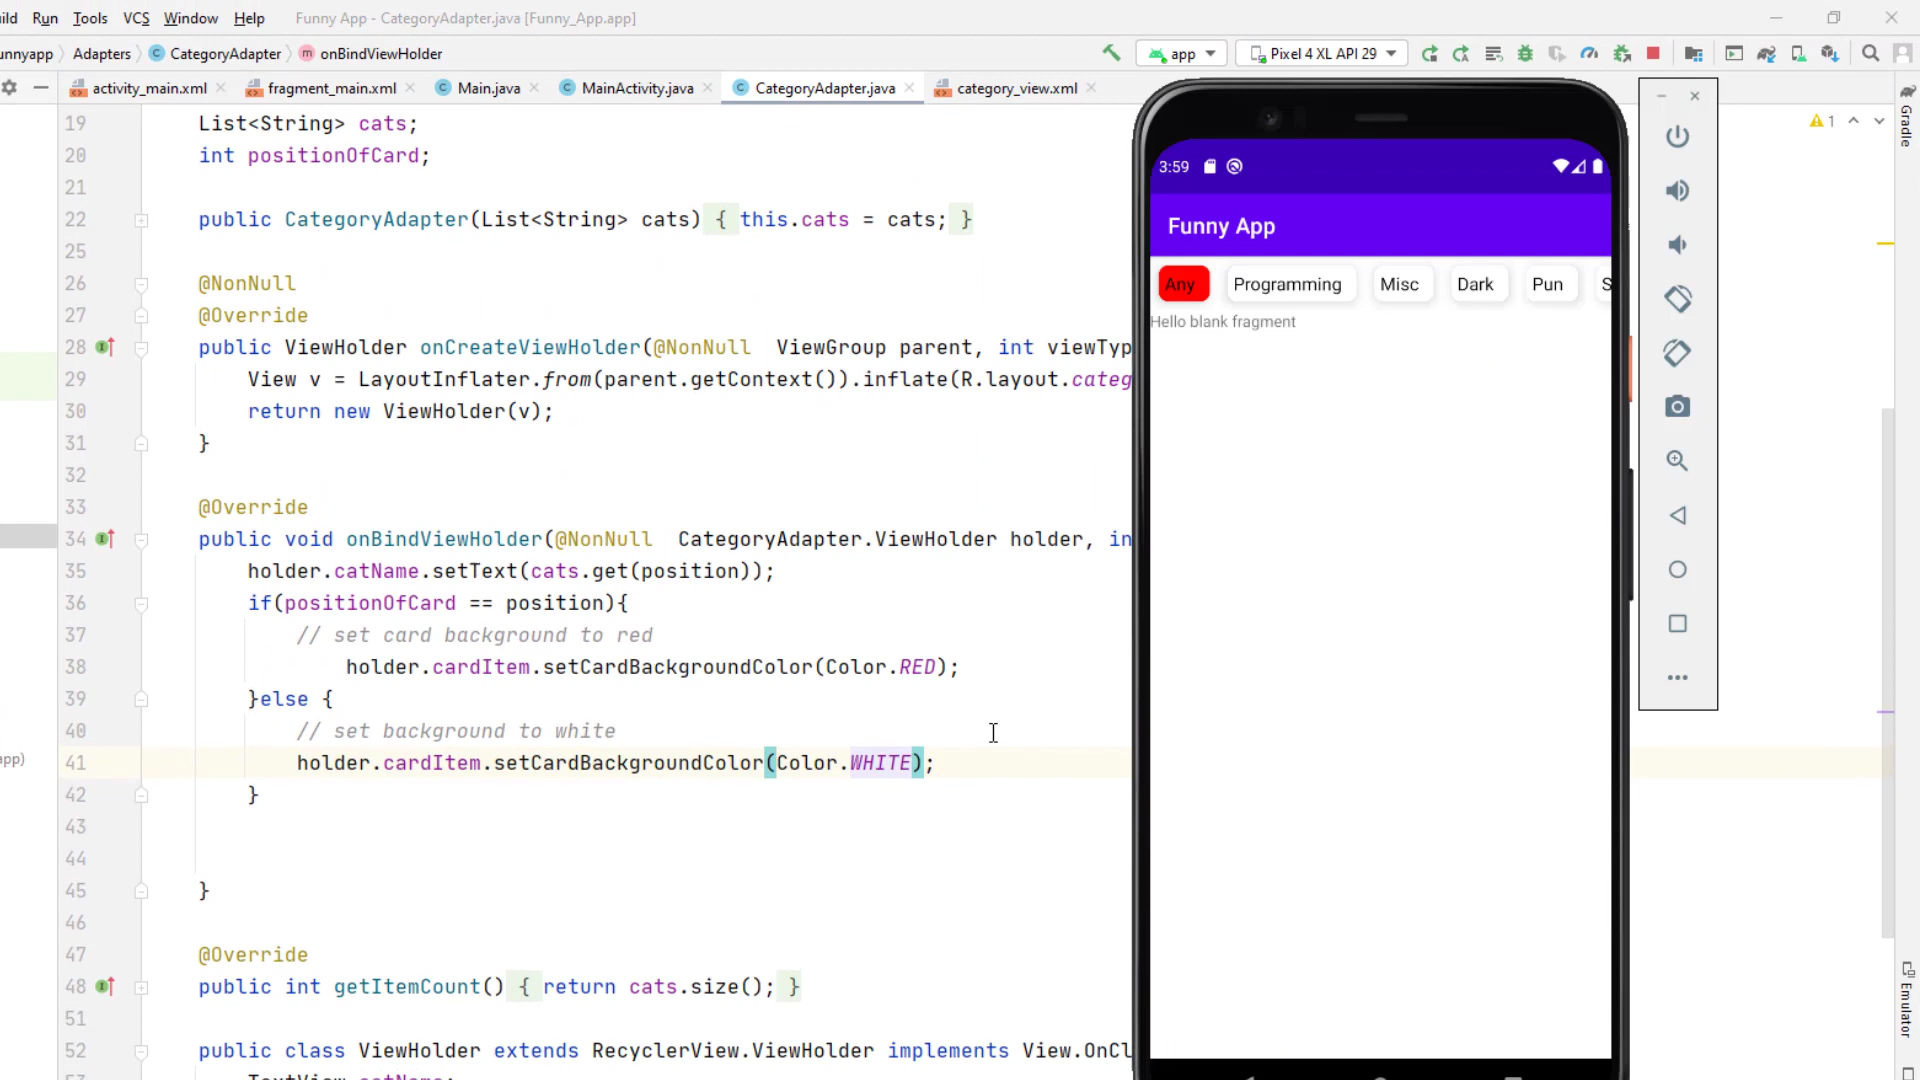 ild Run Tools VCS Window Help Funny App - CategoryAdapter.java [Funny_App.app]
unnyapp Adapters CategoryAdapter onBindViewHolder app Pixel 4 XL API 29
activity_main.xml fragment_main.xml Main.java MainActivity.java CategoryAdapter.java category_view.xml
Gradle
1
19 List<String> cats;
20 int positionOfCard;
21
22 public CategoryAdapter(List<String> cats) { this.cats = cats; }
25
26 @NonNull
27 @Override
28 public ViewHolder onCreateViewHolder(@NonNull ViewGroup parent, int viewTyp
29 View v = LayoutInflater.from(parent.getContext()).inflate(R.layout.categ
30 return new ViewHolder(v);
31 }
32
33 @Override
34 public void onBindViewHolder(@NonNull CategoryAdapter.ViewHolder holder, in
35 holder.catName.setText(cats.get(position));
36 if(positionOfCard == position){
37 // set card background to red
38 holder.cardItem.setCardBackgroundColor(Color.RED);
39 }else {
40 // set background to white
app) 41 holder.cardItem.setCardBackgroundColor(Color.WHITE);
42 }
43
44
45 }
46
47 @Override
48 public int getItemCount() { return cats.size(); }
51
52 public class ViewHolder extends RecyclerView.ViewHolder implements View.OnCl
TextView catName;
3:59
Funny App
Any Programming Misc Dark Pun S
Hello blank fragment
Emulator